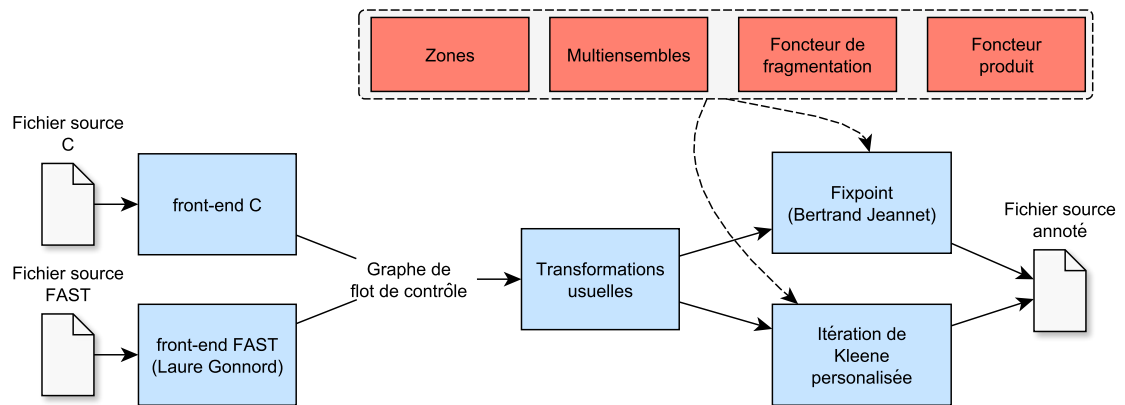 Zones
Multiensembles
Foncteur de
fragmentation
Foncteur
produit
Fichier source
C
front-end C
Fichier source
FAST
front-end FAST
(Laure Gonnord)
Graphe de
flot de contrôle
Transformations
usuelles
Fixpoint
(Bertrand Jeannet)
Itération de
Kleene
personalisée
Fichier source
annoté